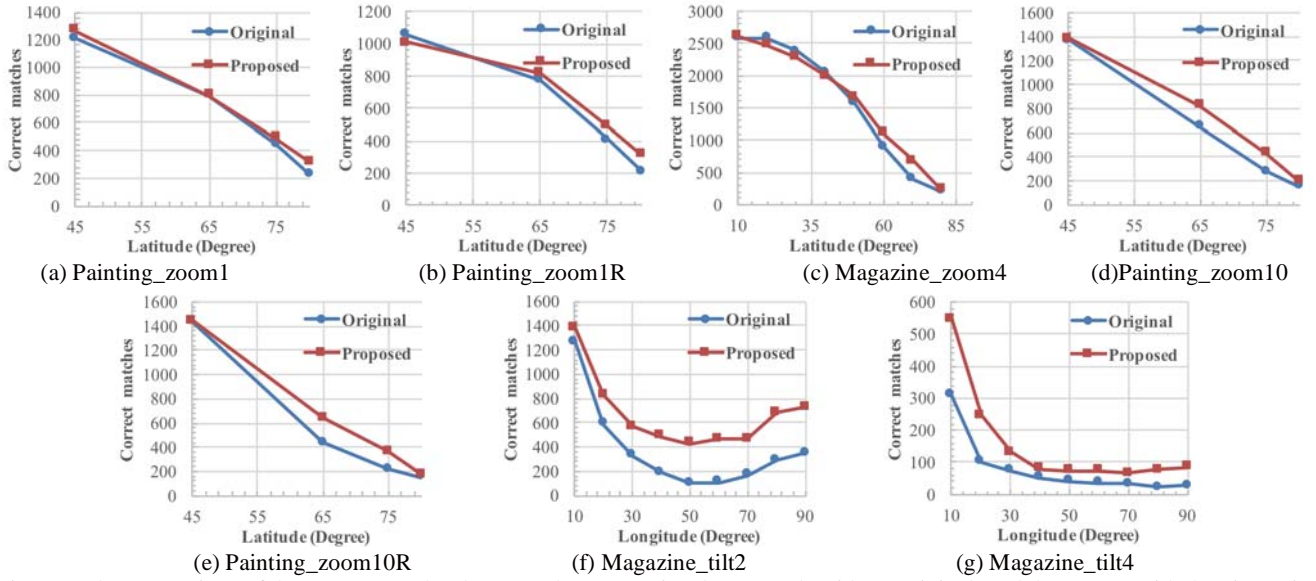 1400
1200
1000
800
600
400
200
0
Correct matches
Original
Proposed
45 55 65 75
Latitude (Degree)
(a) Painting_zoom1
1200
1000
800
600
400
200
0
Correct matches
Original
Proposed
45 55 65 75
Latitude (Degree)
(b) Painting_zoom1R
3000
2500
2000
1500
1000
500
0
Correct matches
Original
Proposed
10 35 60 85
Latitude (Degree)
(c) Magazine_zoom4
1600
1400
1200
1000
800
600
400
200
0
Correct matches
Original
Proposed
45 55 65 75
Latitude (Degree)
(d)Painting_zoom10
1600
1400
1200
1000
800
600
400
200
0
Correct matches
Original
Proposed
45 55 65 75
Latitude (Degree)
(e) Painting_zoom10R
1600
1400
1200
1000
800
600
400
200
0
Correct matches
Original
Proposed
10 30 50 70 90
Longitude (Degree)
(f) Magazine_tilt2
600
500
400
300
200
100
0
Correct matches
Original
Proposed
10 20 30 40 50 60 70 80 90
Longitude (Degree)
(g) Magazine_tilt4